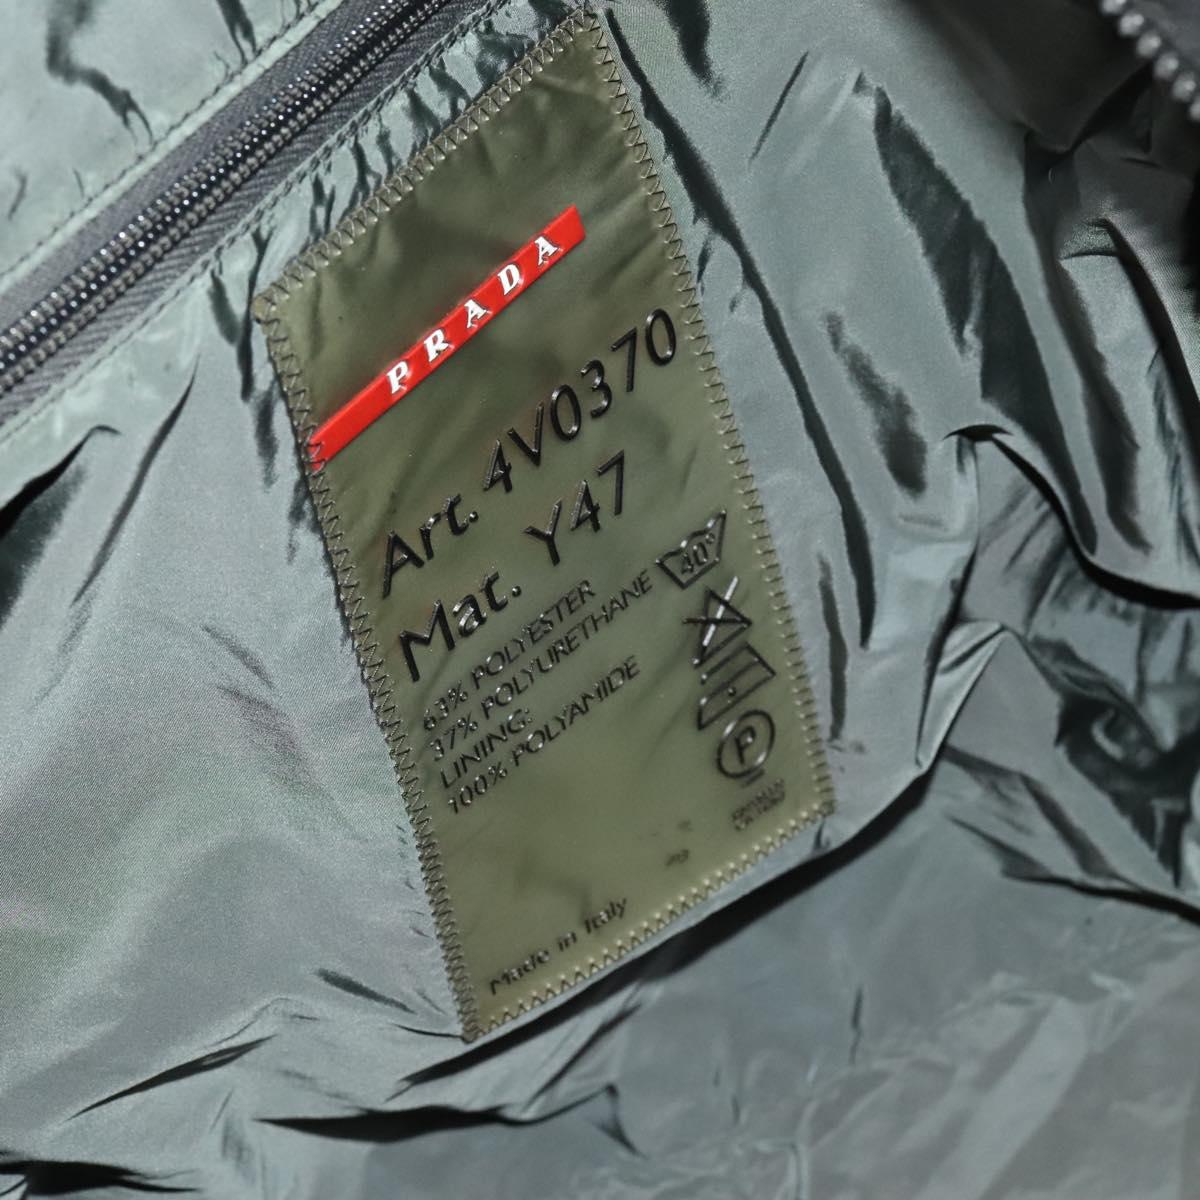 PRADA
Art. 4V0370
Mat. Y47
63% POLYESTER
37% POLYURETHANE
LINING:
100% POLYAMIDE
40°
P
Made in Italy